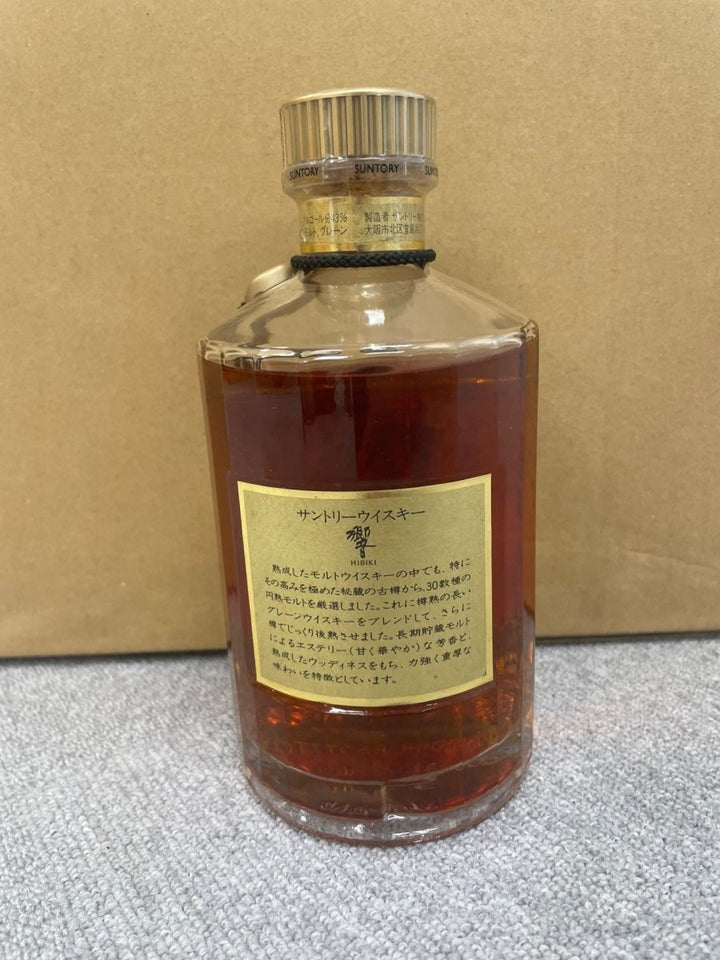 SUNTORY SUNTORY
アルコール分43% 製造者 サントリー
モルト、グレーン 大阪市北区堂島浜
サントリーウイスキー
響
HIBIKI
熟成したモルトウイスキーの中でも、特に
その高みを極めた秘蔵の古樽から、30数種の
円熟モルトを厳選しました。これに樽熟の長い
グレーンウイスキーをブレンドして、さらに
樽でじっくり後熟させました。長期貯蔵モルト
によるエステリー(甘く華やか)な芳香と、
熟成したウッディネスをもち、力強く重厚な
味わいを特徴としています。